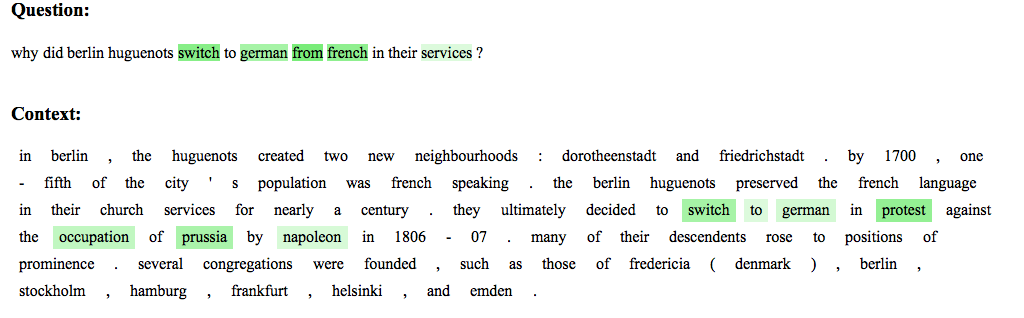 Question:
why did berlin huguenots switch to german from french in their services ?
Context:
in berlin , the huguenots created two new neighbourhoods : dorotheenstadt and friedrichstadt . by 1700 , one
- fifth of the city ' s population was french speaking . the berlin huguenots preserved the french language
in their church services for nearly a century . they ultimately decided to switch to german in protest against
the occupation of prussia by napoleon in 1806 - 07 . many of their descendents rose to positions of
prominence . several congregations were founded , such as those of fredericia ( denmark ) , berlin ,
stockholm , hamburg , frankfurt , helsinki , and emden .